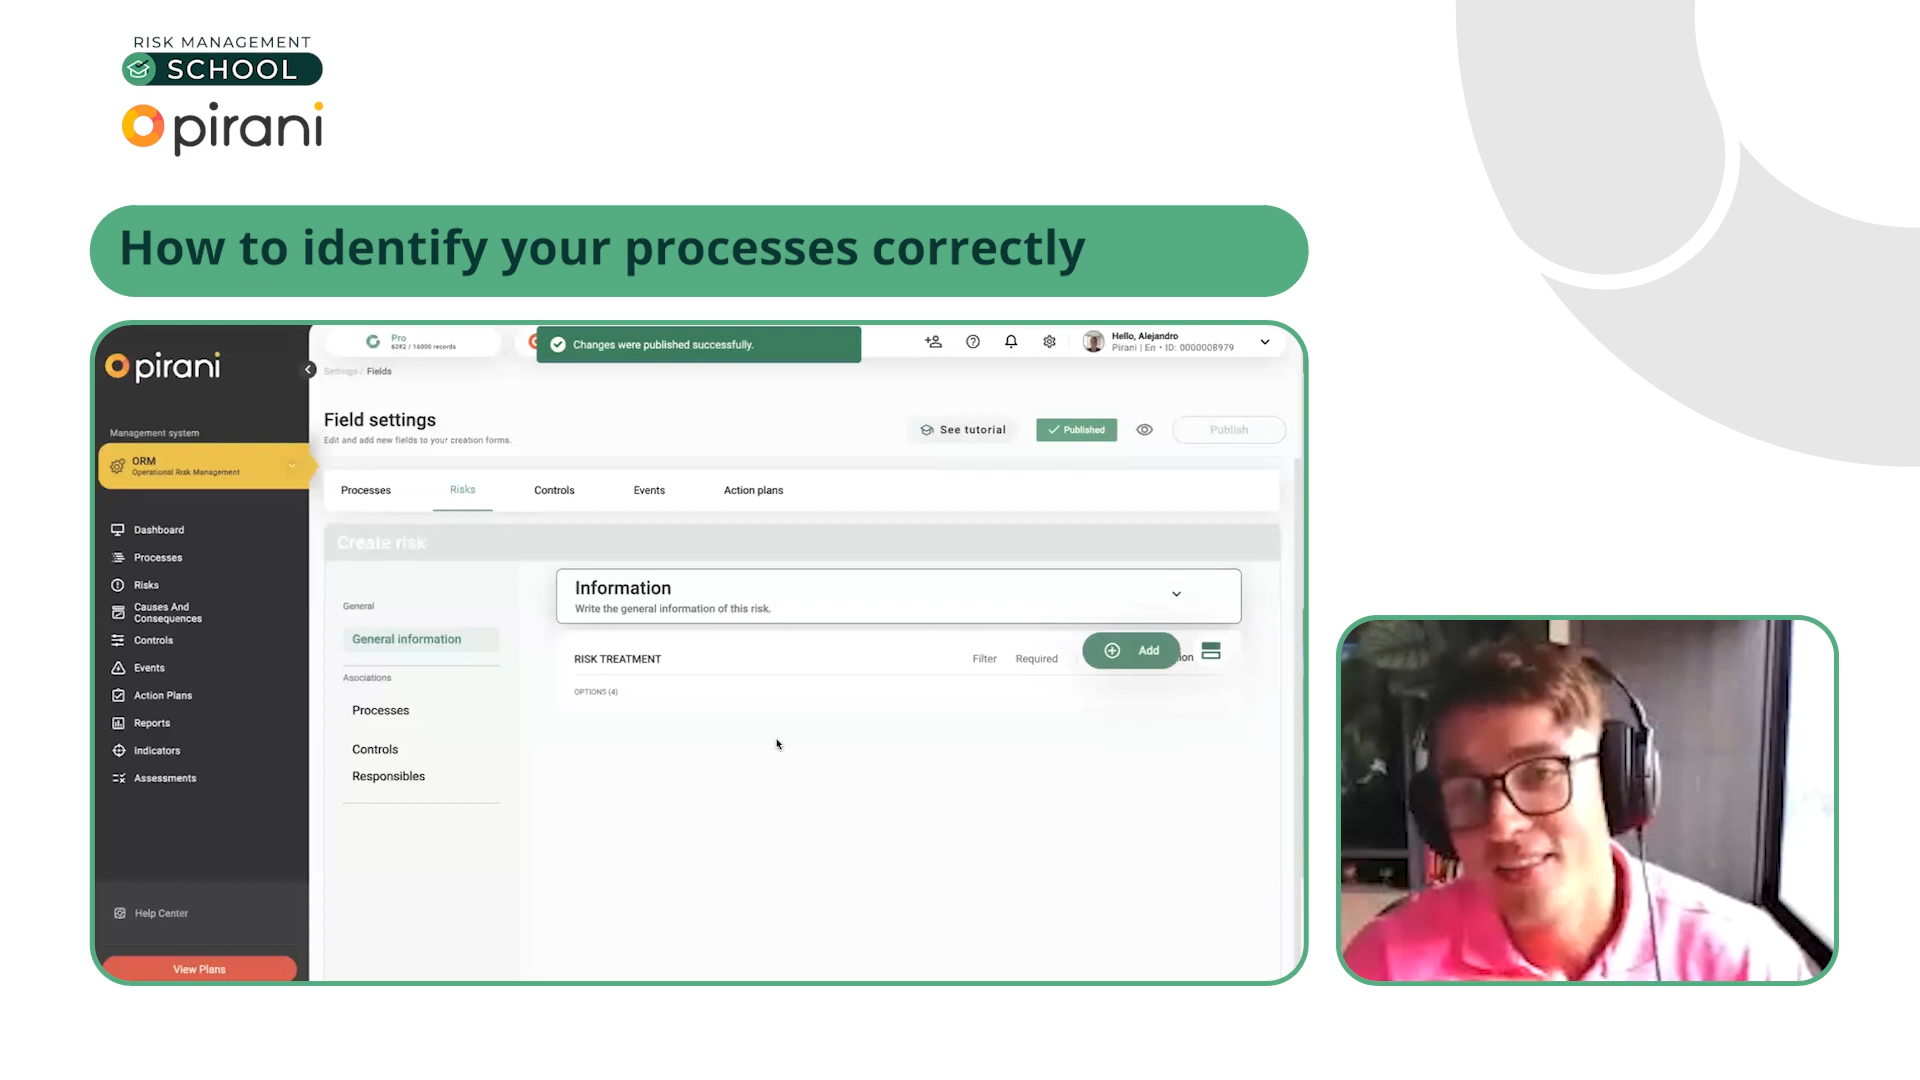 RISK MANAGEMENT
SCHOOL
pirani
How to identify your processes correctly
pirani
Pro
6282 / 16000 records
Changes were published successfully.
Hello, Alejandro
Pirani | En • ID: 0000008979
Settings / Fields
Field settings
Edit and add new fields to your creation forms.
See tutorial
Published
Publish
Management system
ORM
Operational Risk Management
Processes
Risks
Controls
Events
Action plans
Dashboard
Processes
Risks
Causes And
Consequences
Controls
Events
Action Plans
Reports
Indicators
Assessments
Help Center
View Plans
Create risk
General
General information
Asociations
Processes
Controls
Responsibles
Information
Write the general information of this risk.
RISK TREATMENT
Filter
Required
Add
OPTIONS (4)